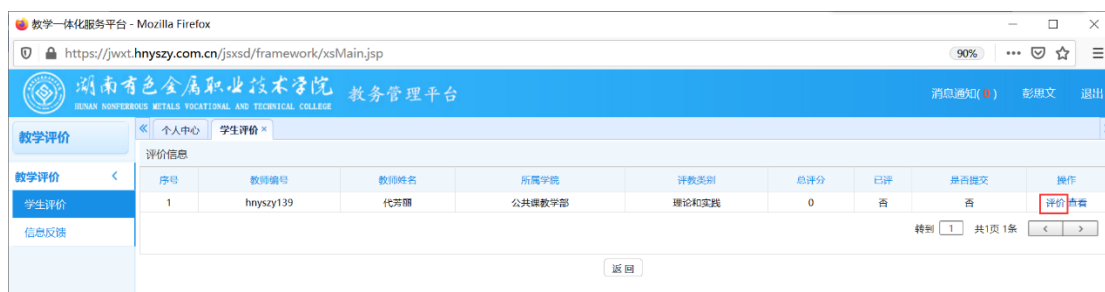 教学一体化服务平台 - Mozilla Firefox
https://jwxt.hnyszy.com.cn/jsxsd/framework/xsMain.jsp 90%
湖南有色金属职业技术学院 教务管理平台 消息通知(0) 彭思文 退出
HUNAN NONFERROUS METALS VOCATIONAL AND TECHNICAL COLLEGE
教学评价 个人中心 学生评价
评价信息
教学评价 序号 教师编号 教师姓名 所属学院 评教类别 总评分 已评 是否提交 操作
学生评价 1 hnyszy139 代芳丽 公共课教学部 理论和实践 0 否 否 评价 查看
信息反馈 转到 1 共1页 1条
返回